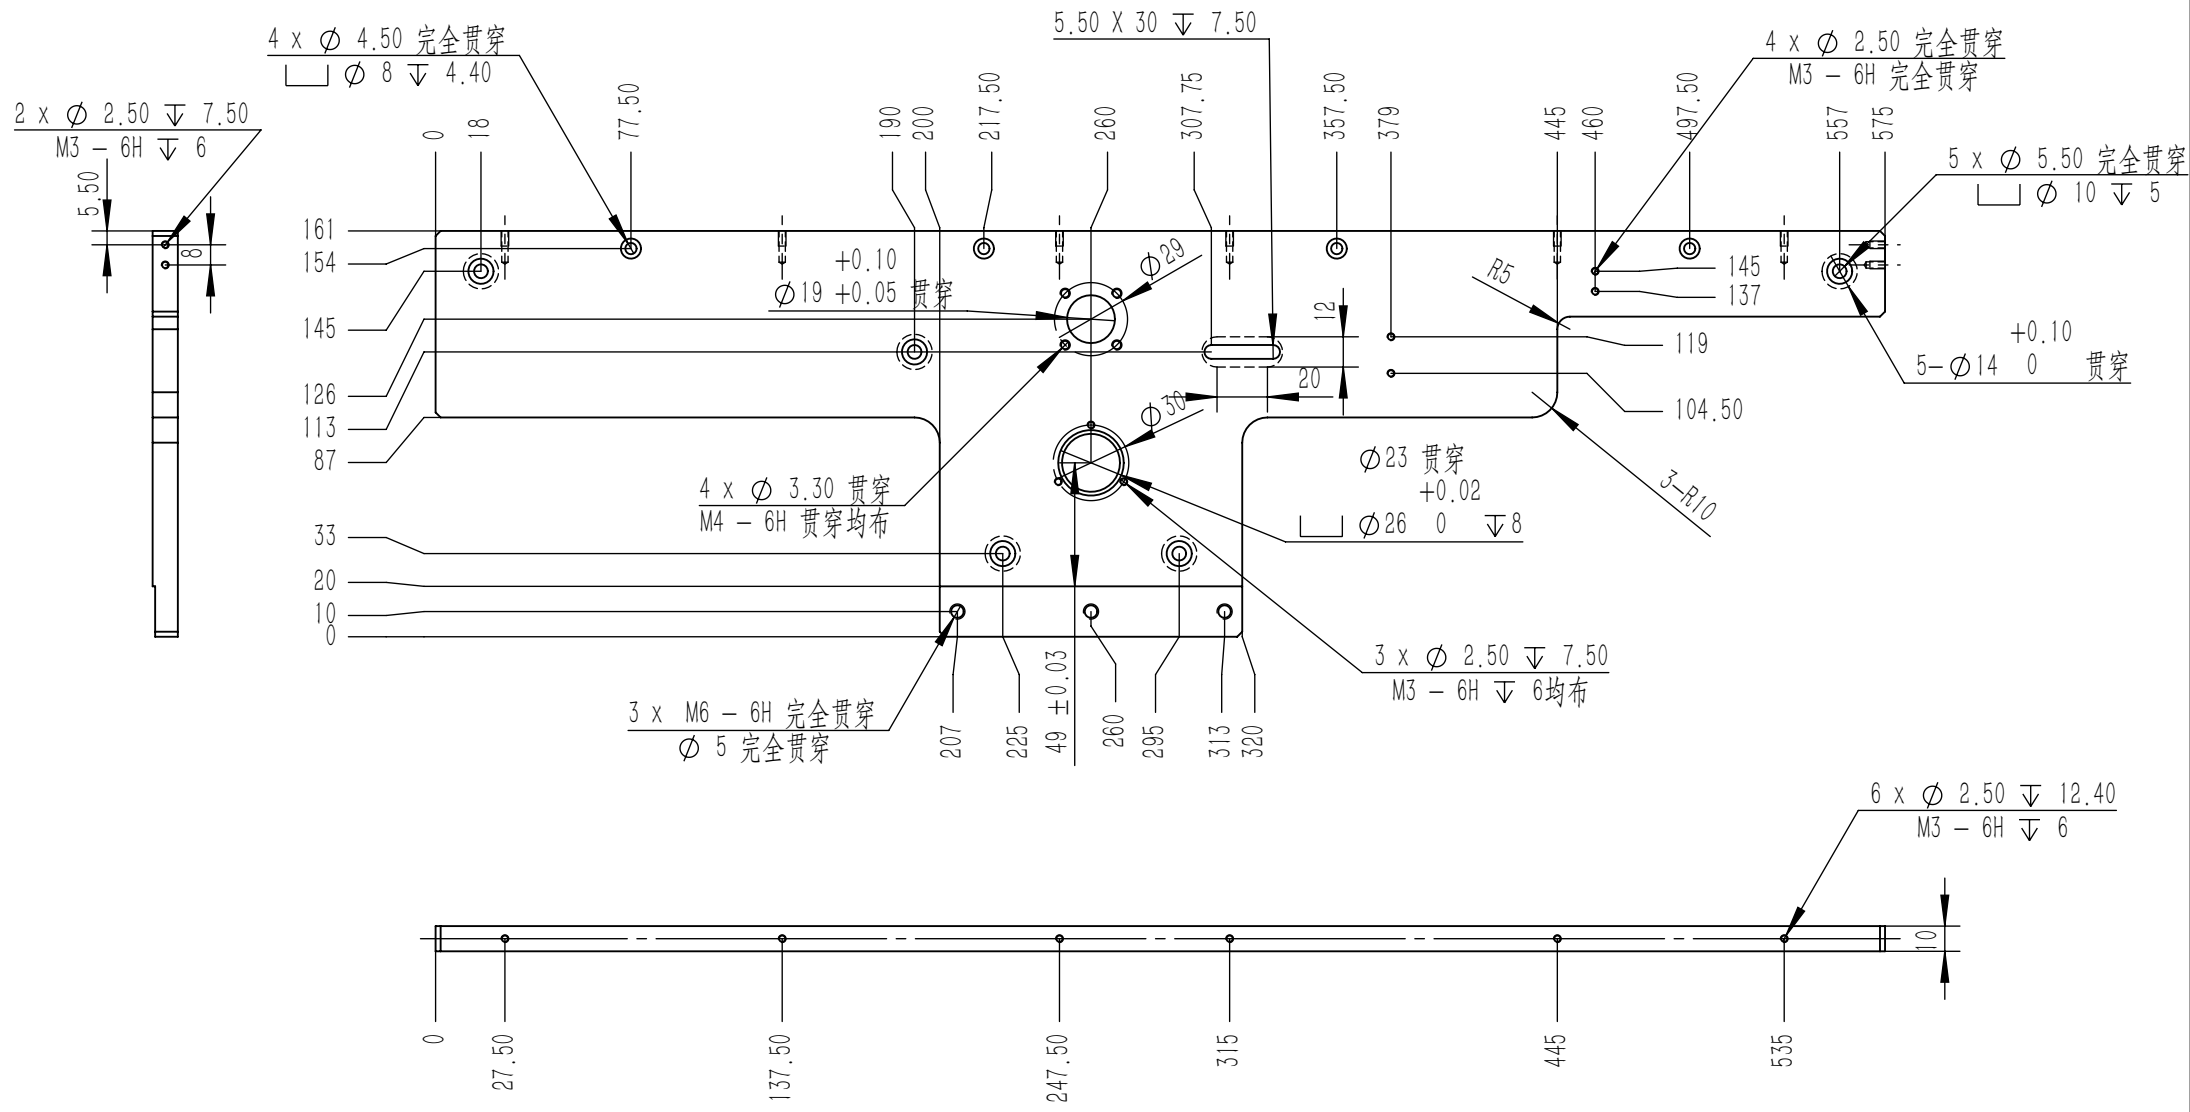 5.50 X 30 ↧ 7.50
4 x ⌀ 4.50 完全贯穿
⌴ ⌀ 8 ↧ 4.40
4 x ⌀ 2.50 完全贯穿
M3 - 6H 完全贯穿
2 x ⌀ 2.50 ↧ 7.50
M3 - 6H ↧ 6
5 x ⌀ 5.50 完全贯穿
⌴ ⌀ 10 ↧ 5
0
18
77.50
190
200
217.50
260
307.75
357.50
379
445
460
497.50
557
575
5.50
8
161
154
145
126
113
87
33
20
10
0
+0.10
⌀19 +0.05 贯穿
⌀29
R5
145
137
12
20
119
104.50
+0.10
5-⌀14 0 贯穿
⌀30
⌀23 贯穿
+0.02
⌴ ⌀26 0 ↧8
3-R10
4 x ⌀ 3.30 贯穿
M4 - 6H 贯穿均布
3 x ⌀ 2.50 ↧ 7.50
M3 - 6H ↧ 6均布
3 x M6 - 6H 完全贯穿
⌀ 5 完全贯穿
207
225
49 ±0.03
260
295
313
320
6 x ⌀ 2.50 ↧ 12.40
M3 - 6H ↧ 6
10
0
27.50
137.50
247.50
315
445
535